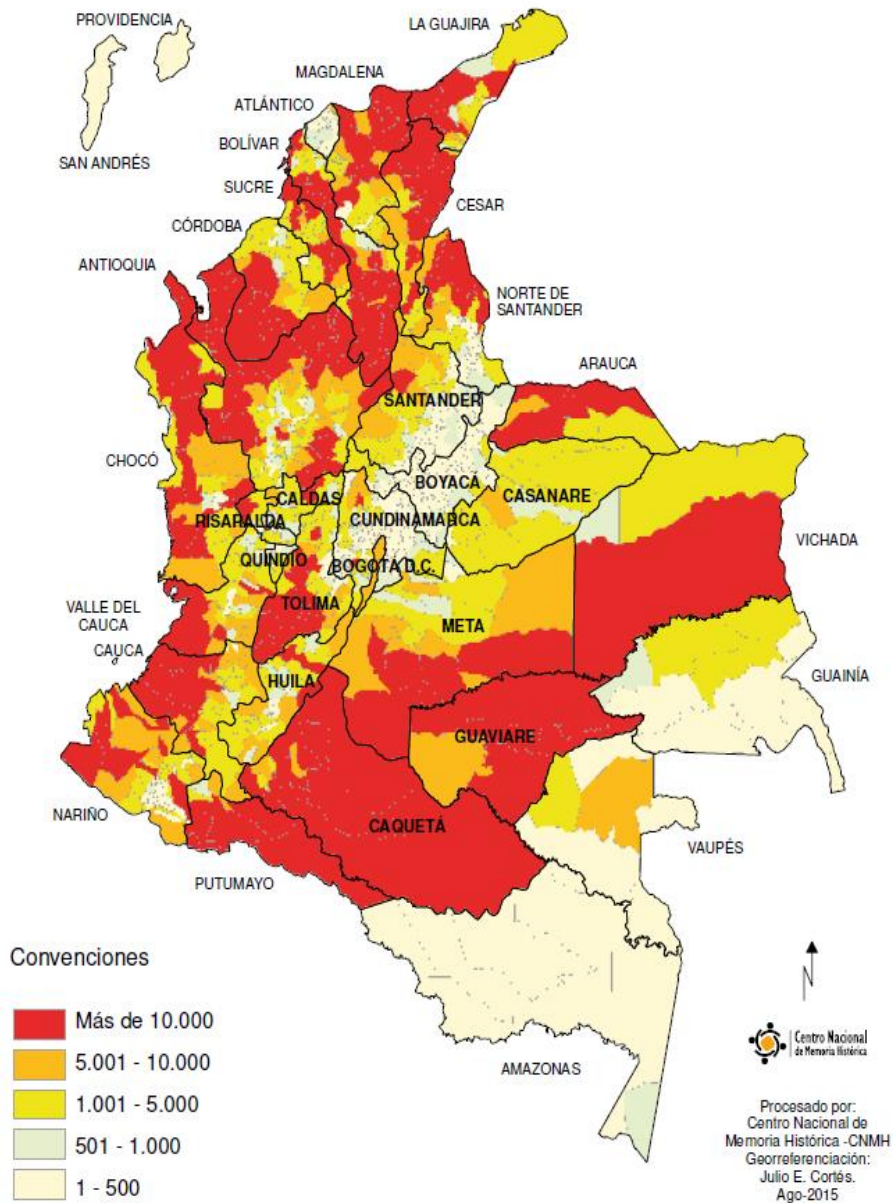 PROVIDENCIA
LA GUAJIRA
MAGDALENA
ATLÁNTICO
BOLÍVAR
SAN ANDRÉS
SUCRE
CESAR
CÓRDOBA
ANTIOQUIA
NORTE DE
SANTANDER
ARAUCA
SANTANDER
CHOCÓ
BOYACÁ
CALDAS
CASANARE
RISARALDA
CUNDINAMARCA
VICHADA
QUINDÍO
BOGOTÁ D.C.
TOLIMA
VALLE DEL
CAUCA
META
CAUCA
HUILA
GUAINÍA
GUAVIARE
NARIÑO
CAQUETÁ
VAUPÉS
PUTUMAYO
Convenciones
Más de 10.000
5.001 - 10.000
1.001 - 5.000
501 - 1.000
1 - 500
AMAZONAS
Centro Nacional
de Memoria Histórica
Procesado por:
Centro Nacional de
Memoria Histórica -CNMH
Georreferenciación:
Julio E. Cortés.
Ago-2015